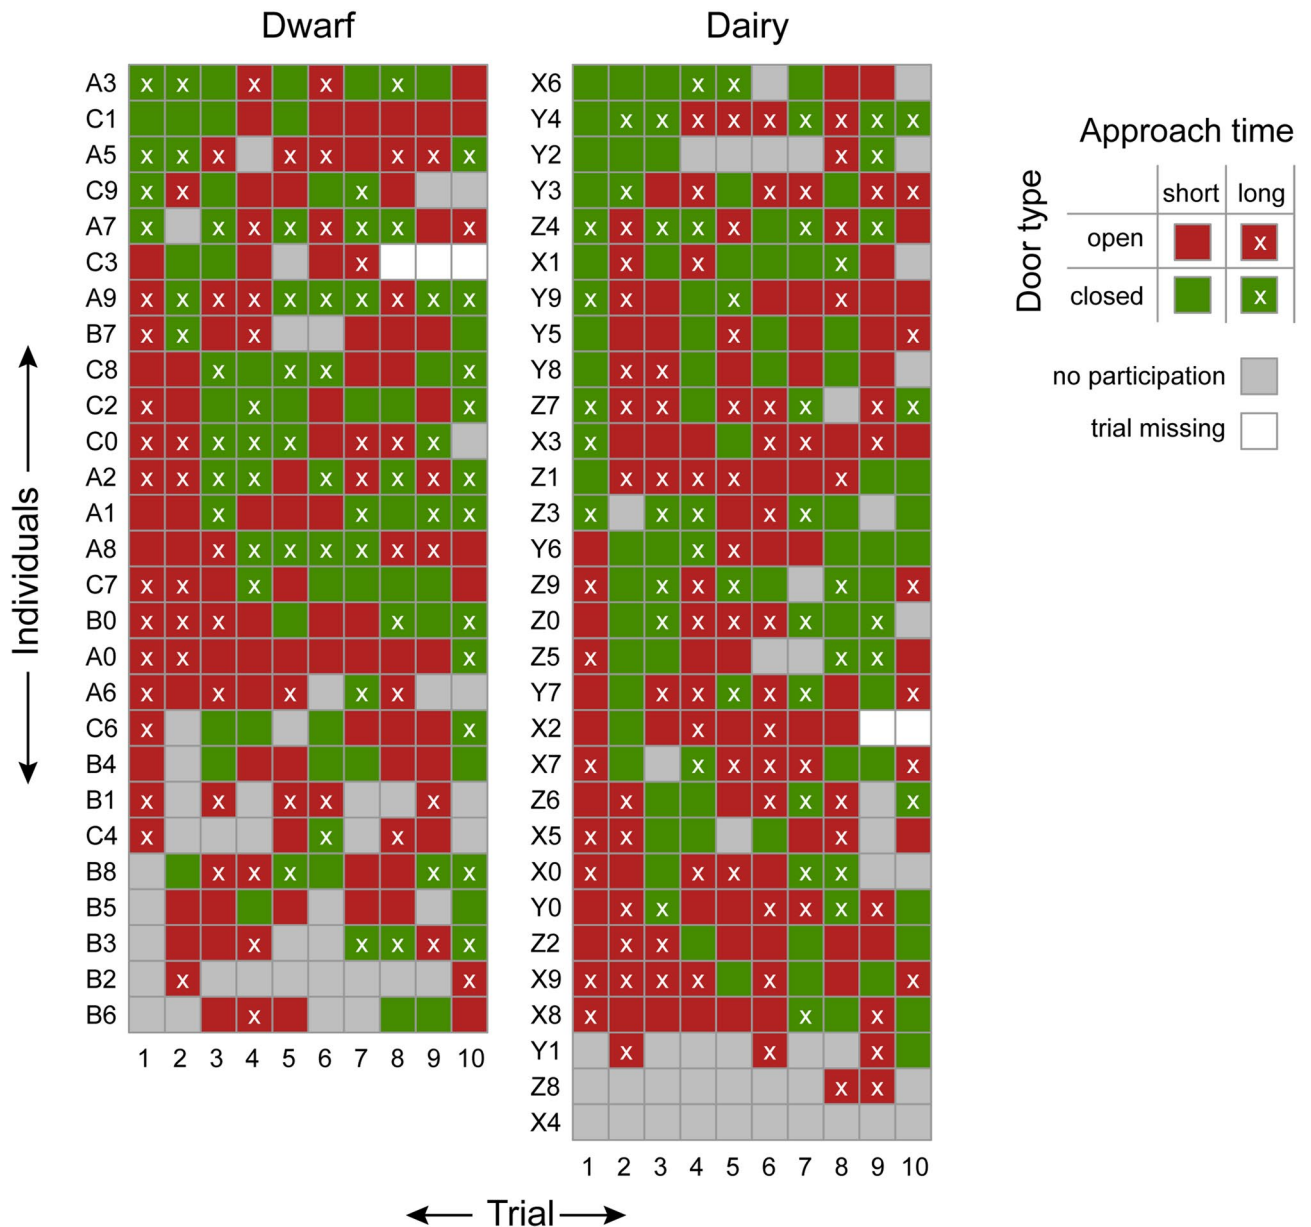 Dwarf
A3
C1
A5
C9
A7
C3
A9
B7
C8
C2
C0
A2
A1
A8
C7
B0
A0
A6
C6
B4
B1
C4
B8
B5
B3
B2
B6
1 2 3 4 5 6 7 8 9 10
Individuals
Dairy
X6
Y4
Y2
Y3
Z4
X1
Y9
Y5
Y8
Z7
X3
Z1
Z3
Y6
Z9
Z0
Z5
Y7
X2
X7
Z6
X5
X0
Y0
Z2
X9
X8
Y1
Z8
X4
1 2 3 4 5 6 7 8 9 10
Trial
Approach time
Door type
short long
open x
closed x
no participation
trial missing